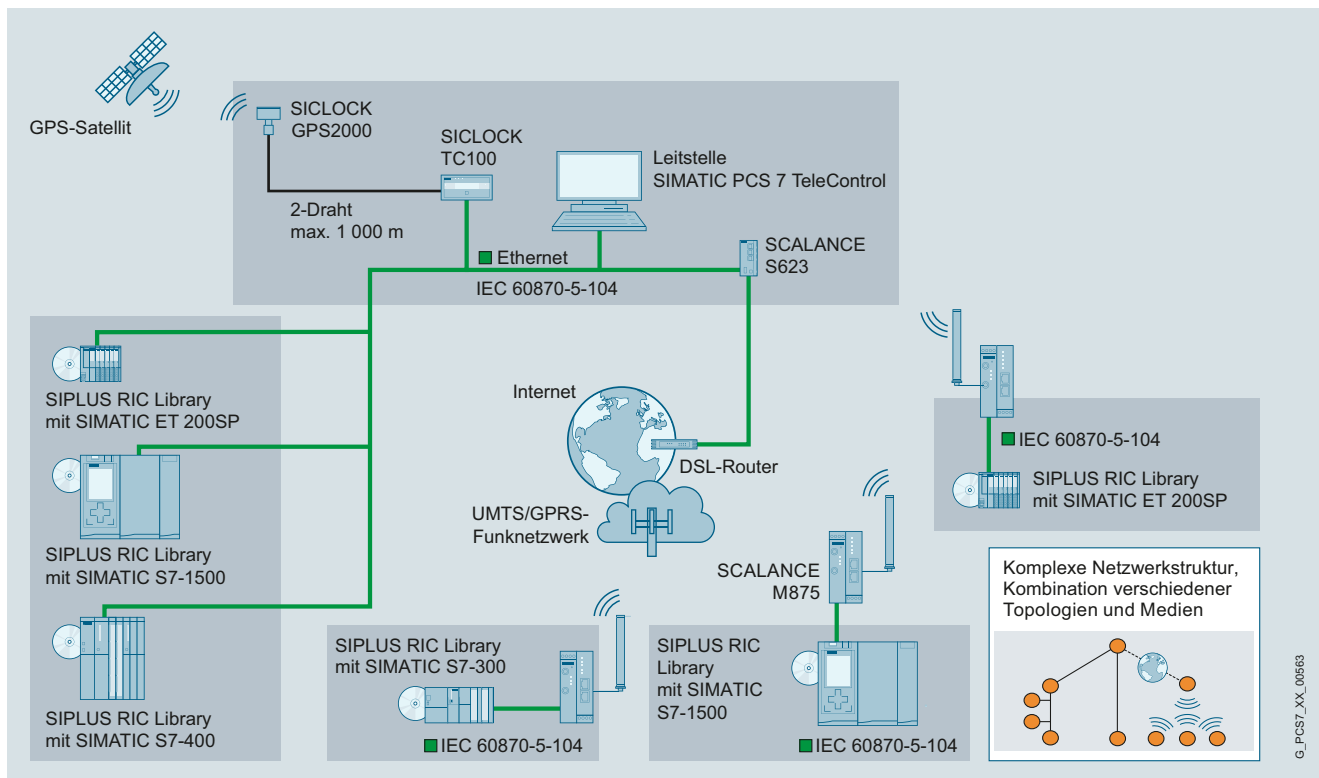 GPS-Satellit
SICLOCK
GPS2000
SICLOCK
TC100
Leitstelle
SIMATIC PCS 7 TeleControl
2-Draht
max. 1 000 m
Ethernet
IEC 60870-5-104
SCALANCE
S623
SIPLUS RIC Library
mit SIMATIC ET 200SP
SIPLUS RIC Library
mit SIMATIC S7-1500
SIPLUS RIC Library
mit SIMATIC S7-400
Internet
DSL-Router
UMTS/GPRS-
Funknetzwerk
IEC 60870-5-104
SIPLUS RIC Library
mit SIMATIC ET 200SP
SCALANCE
M875
SIPLUS RIC Library
mit SIMATIC S7-300
IEC 60870-5-104
SIPLUS RIC
Library
mit SIMATIC
S7-1500
IEC 60870-5-104
Komplexe Netzwerkstruktur,
Kombination verschiedener
Topologien und Medien
G_PCS7_XX_00563